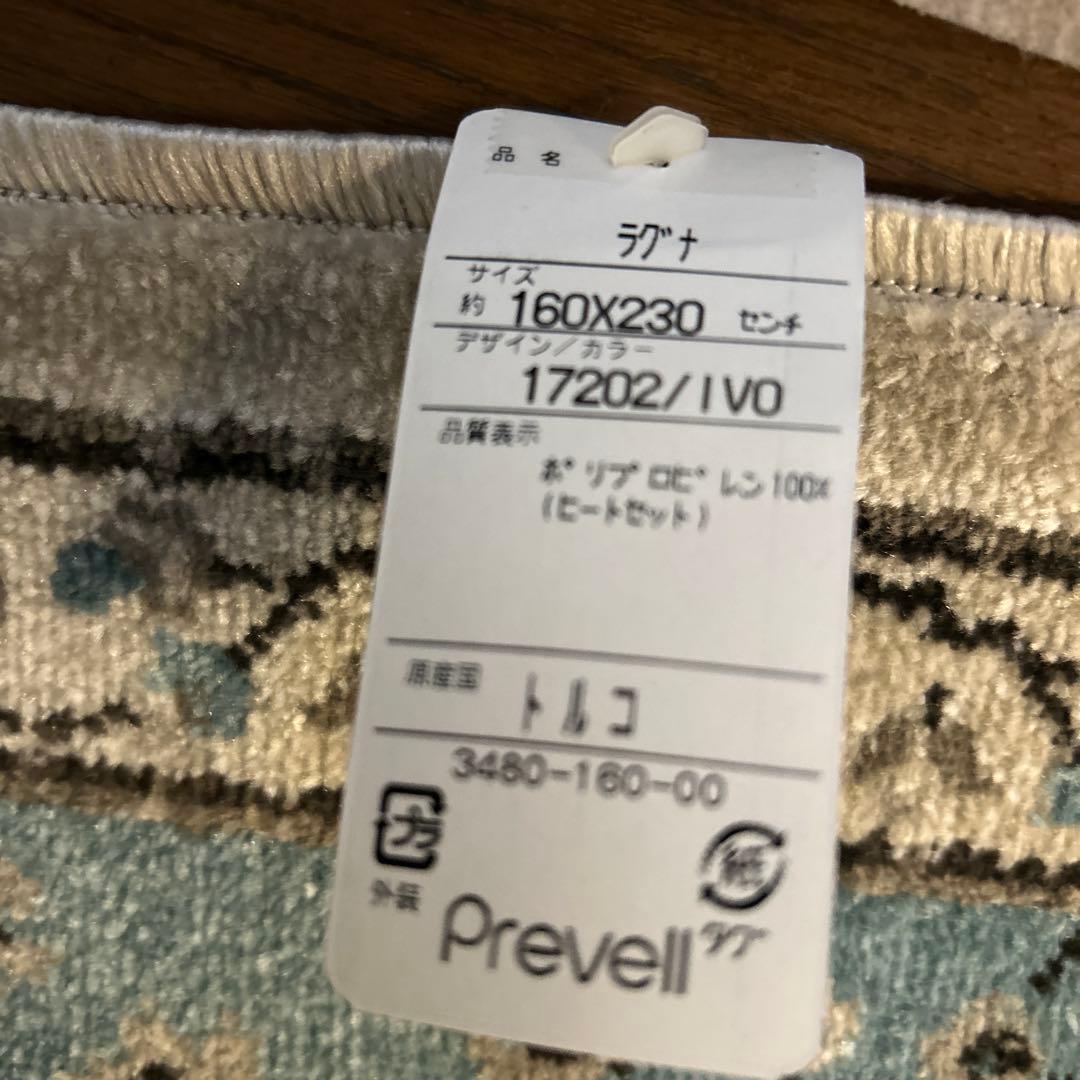 品 名
ラグナ
サイズ
約 160X230 センチ
デザイン/カラー
17202/IVO
品質表示
ポリプロピレン100%
(ヒートセット)
原産国
トルコ
3480-160-00
プラ
外装
紙
タグ
Prevell